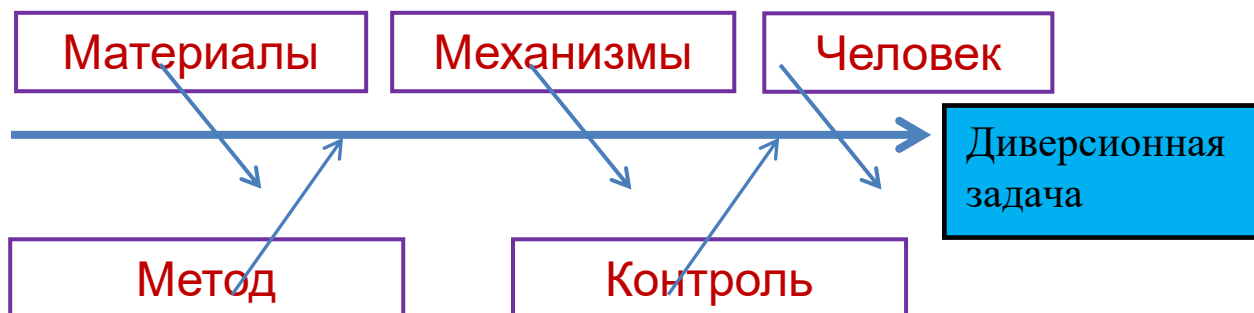 Материалы
Механизмы
Человек
Диверсионная
задача
Метод
Контроль